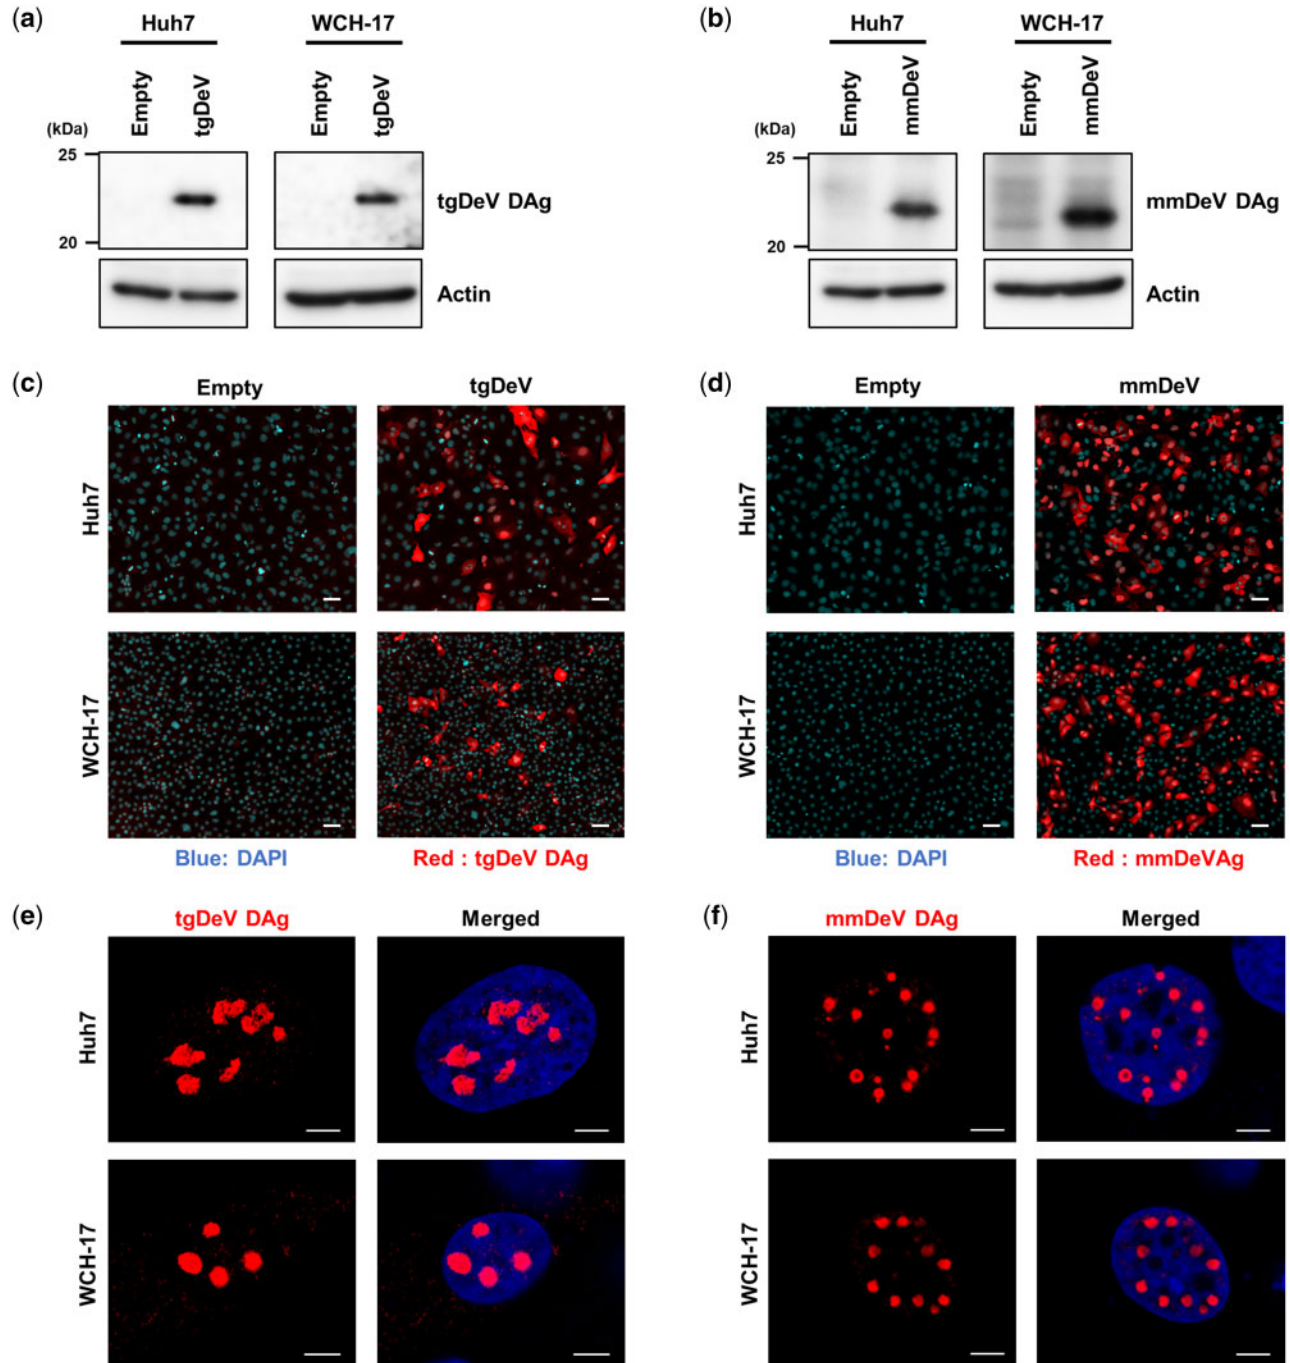 (a)
Huh7 WCH-17
Empty tgDeV Empty tgDeV
(kDa)
25
20
tgDeV DAg
Actin
(b)
Huh7 WCH-17
Empty mmDeV Empty mmDeV
(kDa)
25
20
mmDeV DAg
Actin
(c)
Empty tgDeV
Huh7
WCH-17
Blue: DAPI Red : tgDeV DAg
(d)
Empty mmDeV
Huh7
WCH-17
Blue: DAPI Red : mmDeVAg
(e)
tgDeV DAg Merged
Huh7
WCH-17
(f)
mmDeV DAg Merged
Huh7
WCH-17